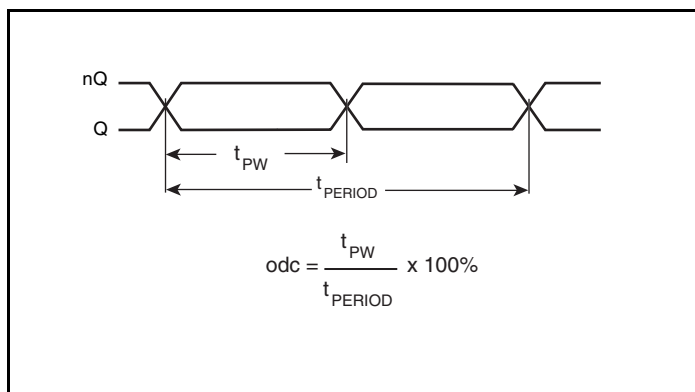 nQ
Q
tPW
tPERIOD
odc = tPW / tPERIOD x 100%